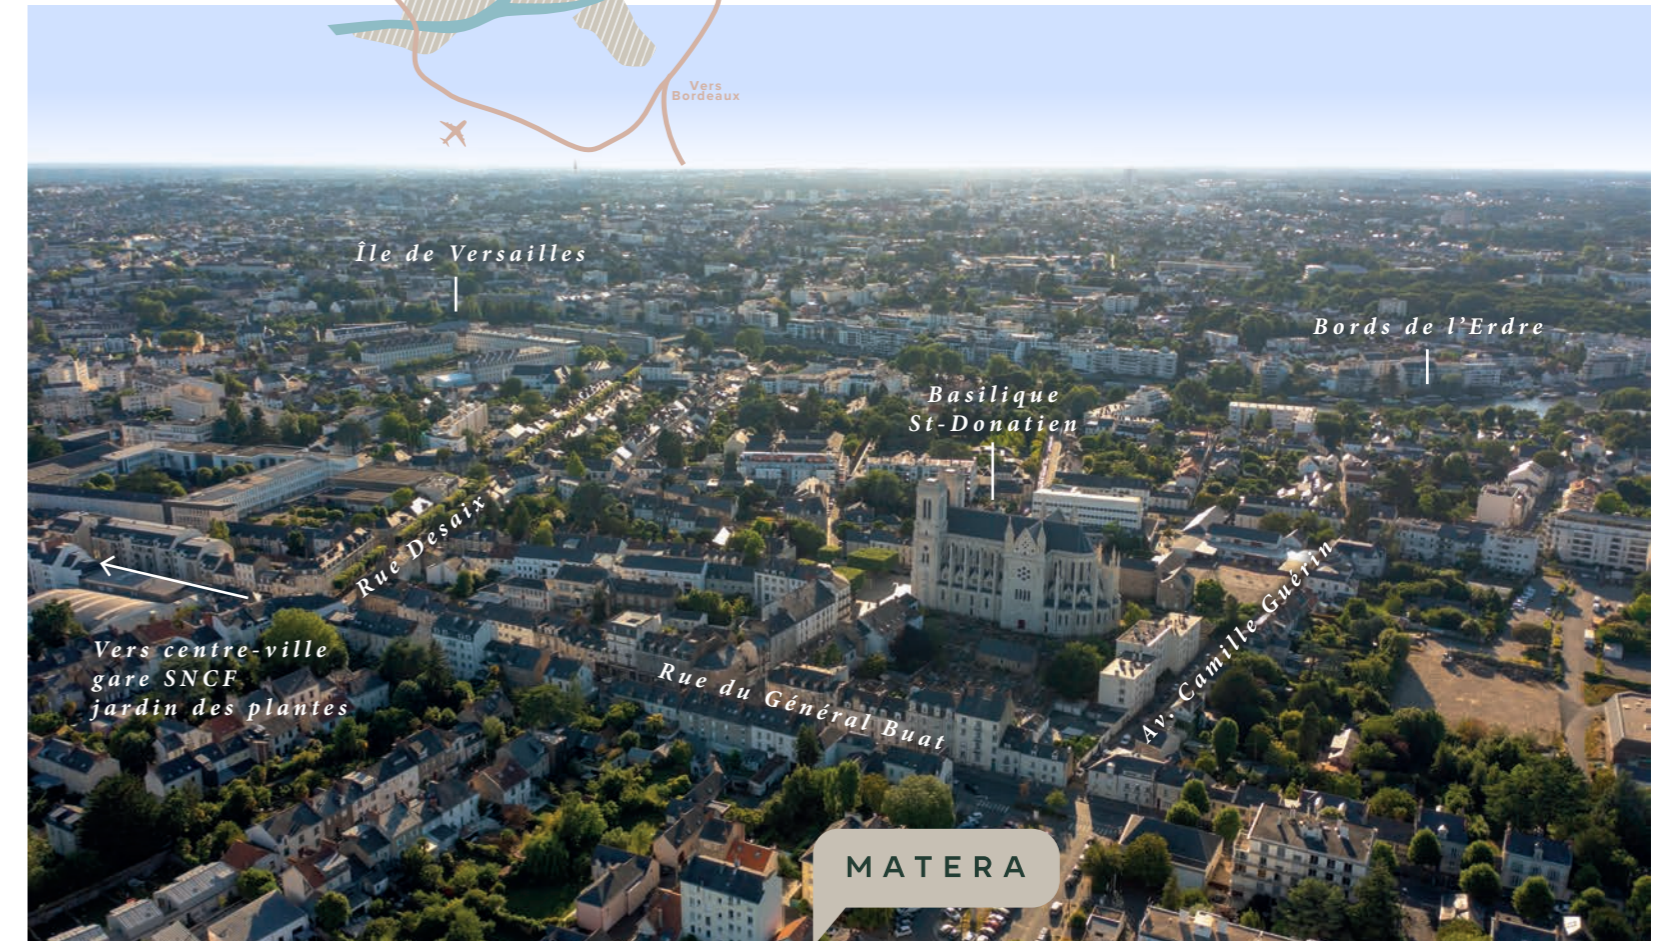 Vers
Bordeaux
Île de Versailles
Bords de l’Erdre
Basilique
St-Donatien
Rue Desaix
Av. Camille Guérin
Vers centre-ville
gare SNCF
jardin des plantes
Rue du Général Buat
MATERA